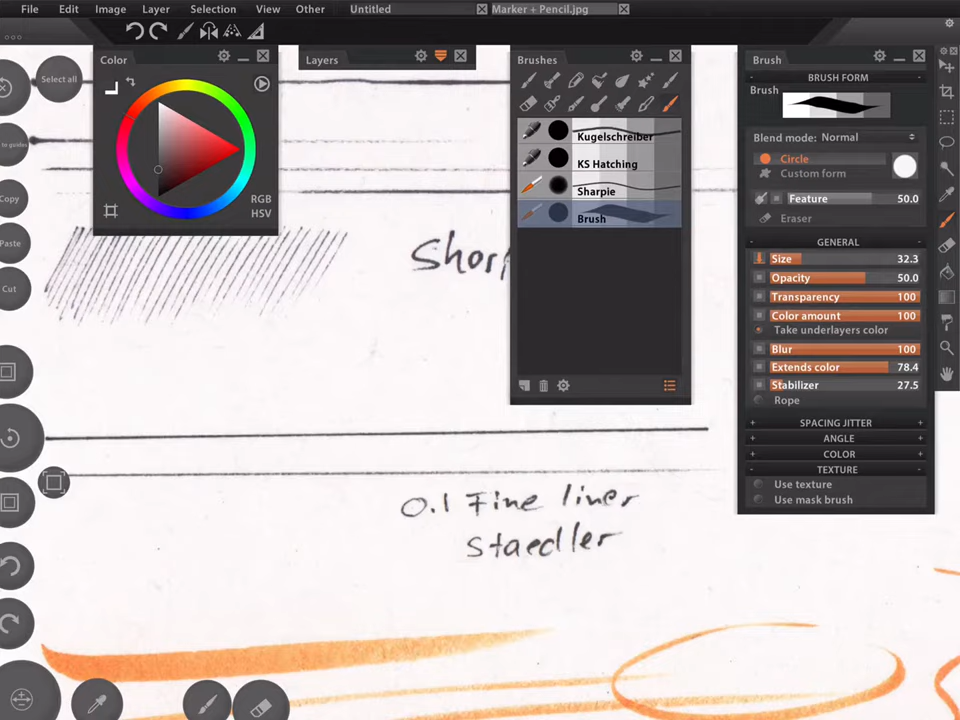 File Edit Image Layer Selection View Other Untitled Marker + Pencil.jpg
Select all
to guides
Copy
Paste
Cut
Color
RGB
HSV
Layers
Brushes
Kugelschreiber
KS Hatching
Sharpie
Brush
Brush
BRUSH FORM
Brush
Blend mode: Normal
Circle
Custom form
Feature 50.0
Eraser
GENERAL
Size 32.3
Opacity 50.0
Transparency 100
Color amount 100
Take underlayers color
Blur 100
Extends color 78.4
Stabilizer 27.5
Rope
SPACING JITTER
ANGLE
COLOR
TEXTURE
Use texture
Use mask brush
0.1 Fine liner
Staedler